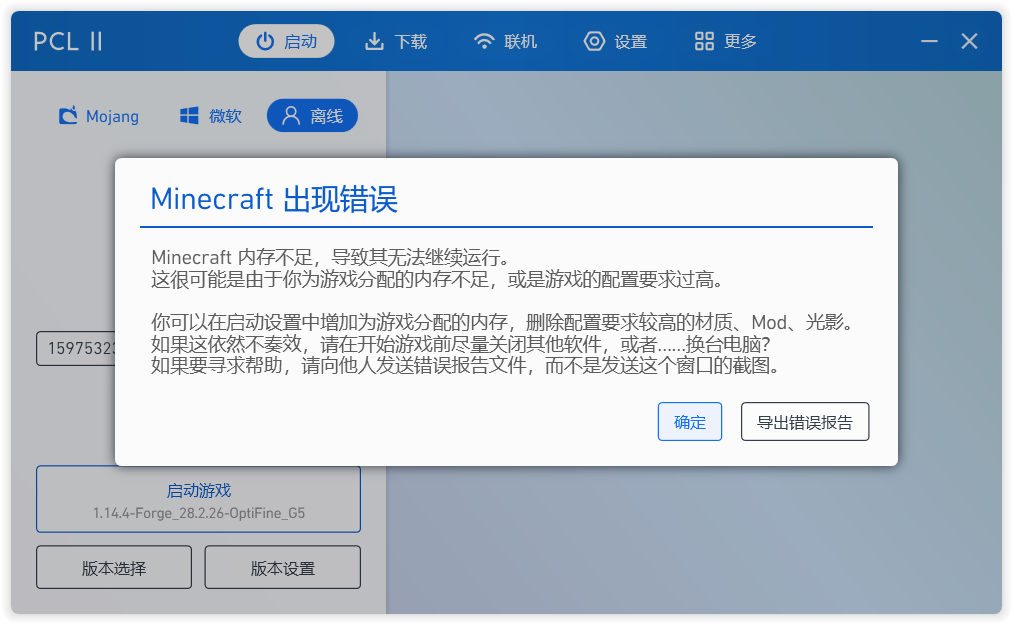 PCL II
启动
下载
联机
设置
更多
Mojang
微软
离线
Minecraft 出现错误
Minecraft 内存不足，导致其无法继续运行。
这很可能是由于你为游戏分配的内存不足，或是游戏的配置要求过高。
你可以在启动设置中增加为游戏分配的内存，删除配置要求较高的材质、Mod、光影。
如果这依然不奏效，请在开始游戏前尽量关闭其他软件，或者……换台电脑？
如果要寻求帮助，请向他人发送错误报告文件，而不是发送这个窗口的截图。
1597532
确定
导出错误报告
启动游戏
1.14.4-Forge_28.2.26-OptiFine_G5
版本选择
版本设置